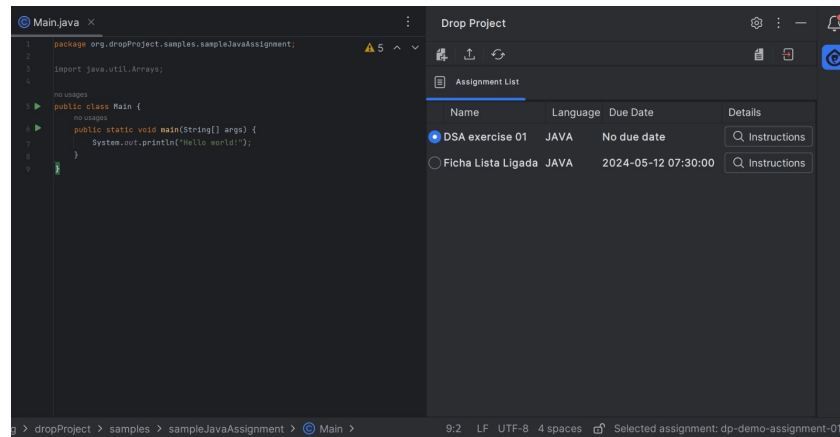 Main.java
5
1 package org.dropProject.samples.sampleJavaAssignment;
2
3 import java.util.Arrays;
4
no usages
5 public class Main {
no usages
6 public static void main(String[] args) {
7 System.out.println("Hello world!");
8 }
9 }
Drop Project
Assignment List
Name Language Due Date Details
DSA exercise 01 JAVA No due date Instructions
Ficha Lista Ligada JAVA 2024-05-12 07:30:00 Instructions
g > dropProject > samples > sampleJavaAssignment > Main >
9:2 LF UTF-8 4 spaces Selected assignment: dp-demo-assignment-01